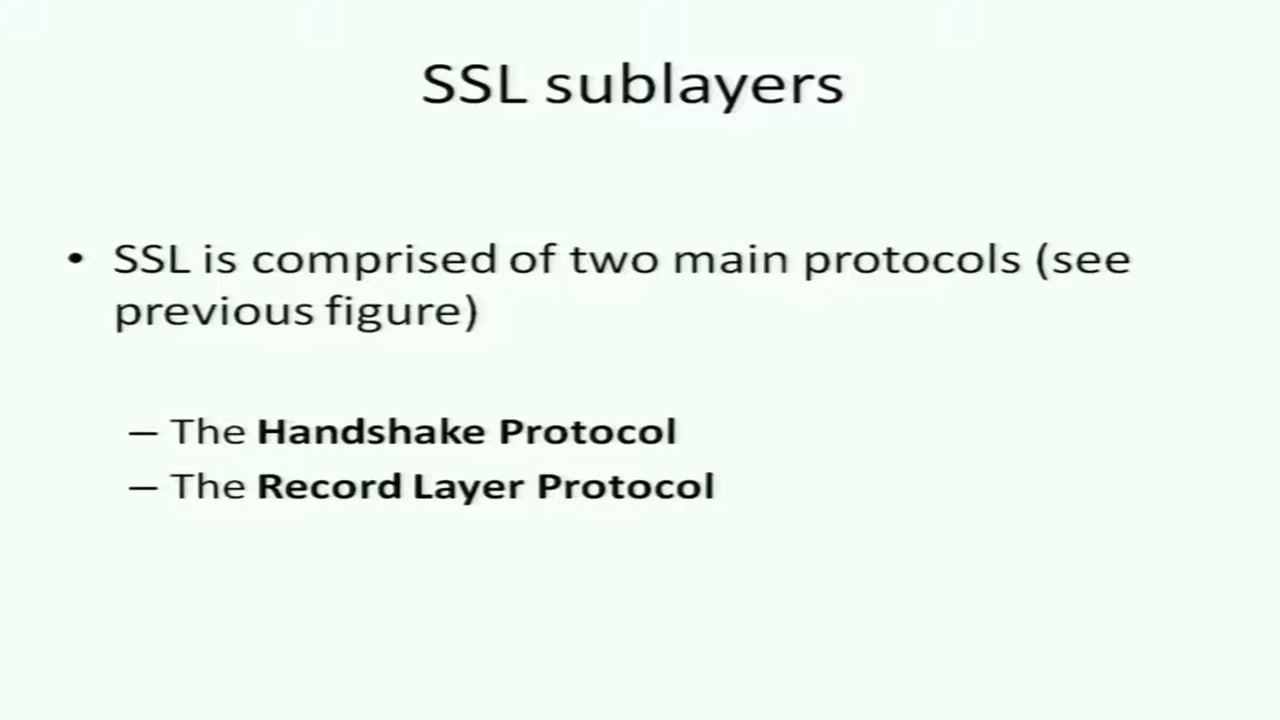 SSL sublayers
• SSL is comprised of two main protocols (see
previous figure)
– The Handshake Protocol
– The Record Layer Protocol